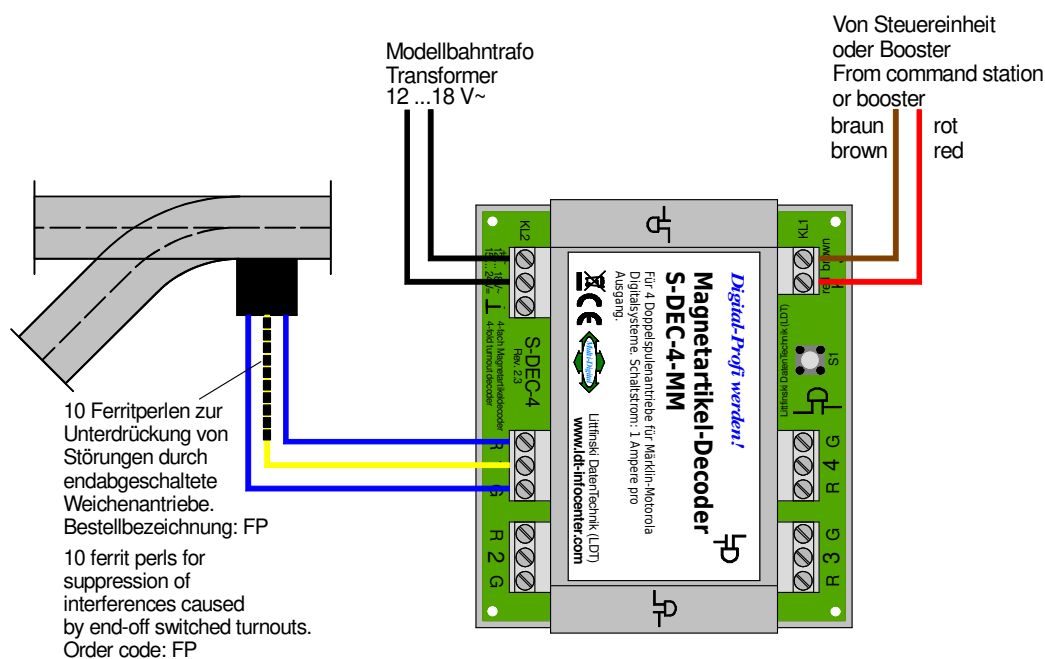 Modellbahntrafo
Transformer
12 ...18 V~
Von Steuereinheit
oder Booster
From command station
or booster
braun
brown
rot
red
10 Ferritperlen zur
Unterdrückung von
Störungen durch
endabgeschaltete
Weichenantriebe.
Bestellbezeichnung: FP
10 ferrit perls for
suppression of
interferences caused
by end-off switched turnouts.
Order code: FP
KL2
S-DEC-4
Rev. 2.3
4-fach Magnetartikeldecoder
4-fold turnout decoder
R
G
R 2 G
Digital-Profi werden!
Magnetartikel-Decoder
S-DEC-4-MM
Für 4 Doppelspulenantriebe für Märklin-Motorola
Digitalsysteme. Schaltstrom: 1 Ampere pro
Ausgang.
CE
Multi-Digital
Littfinski DatenTechnik (LDT)
www.ldt-infocenter.com
KL1
red brown
Littfinski DatenTechnik (LDT)
S1
R 4 G
R 3 G